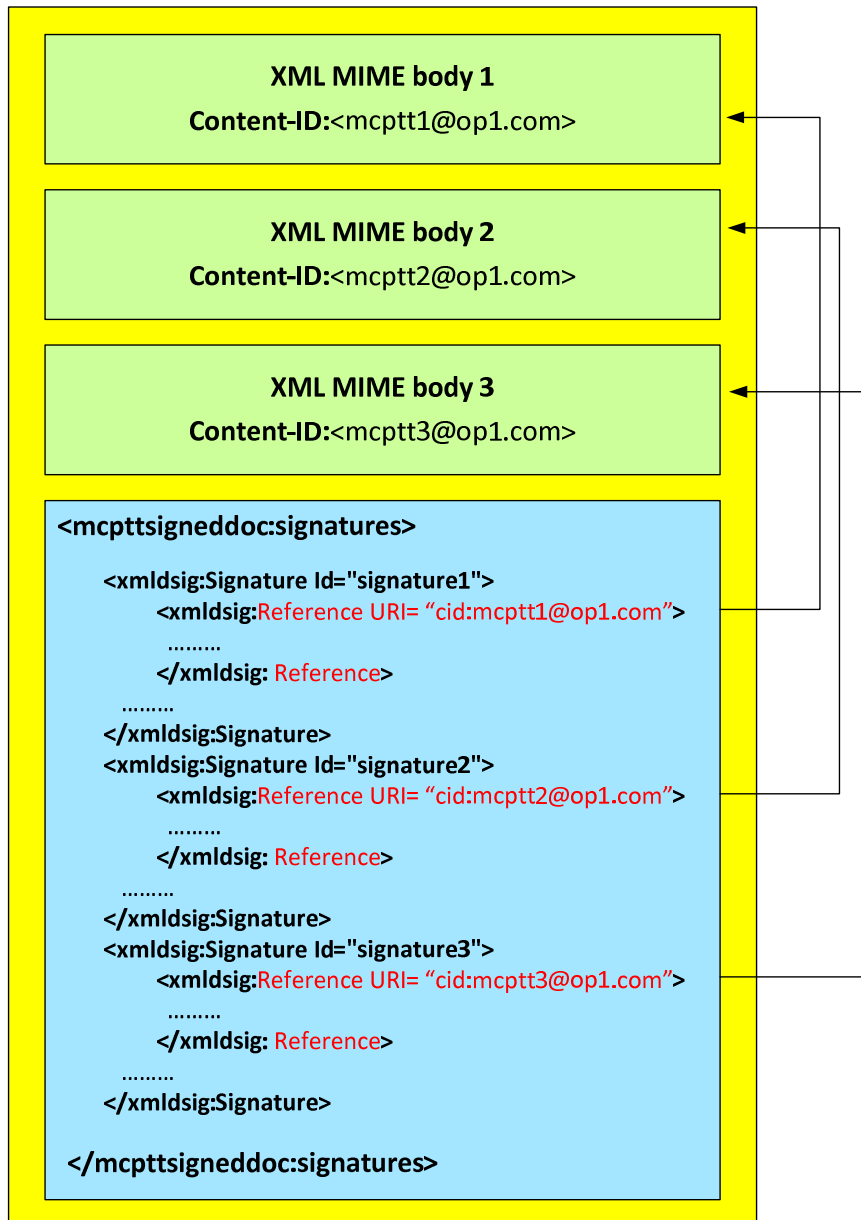 XML MIME body 1
Content-ID:<mcptt1@op1.com>
XML MIME body 2
Content-ID:<mcptt2@op1.com>
XML MIME body 3
Content-ID:<mcptt3@op1.com>
<mcpttsigneddoc:signatures>
<xmldsig:Signature Id="signature1">
<xmldsig:Reference URI= “cid:mcptt1@op1.com”>
………
</xmldsig: Reference>
………
</xmldsig:Signature>
<xmldsig:Signature Id="signature2">
<xmldsig:Reference URI= “cid:mcptt2@op1.com”>
………
</xmldsig: Reference>
………
</xmldsig:Signature>
<xmldsig:Signature Id="signature3">
<xmldsig:Reference URI= “cid:mcptt3@op1.com”>
………
</xmldsig: Reference>
………
</xmldsig:Signature>
</mcpttsigneddoc:signatures>